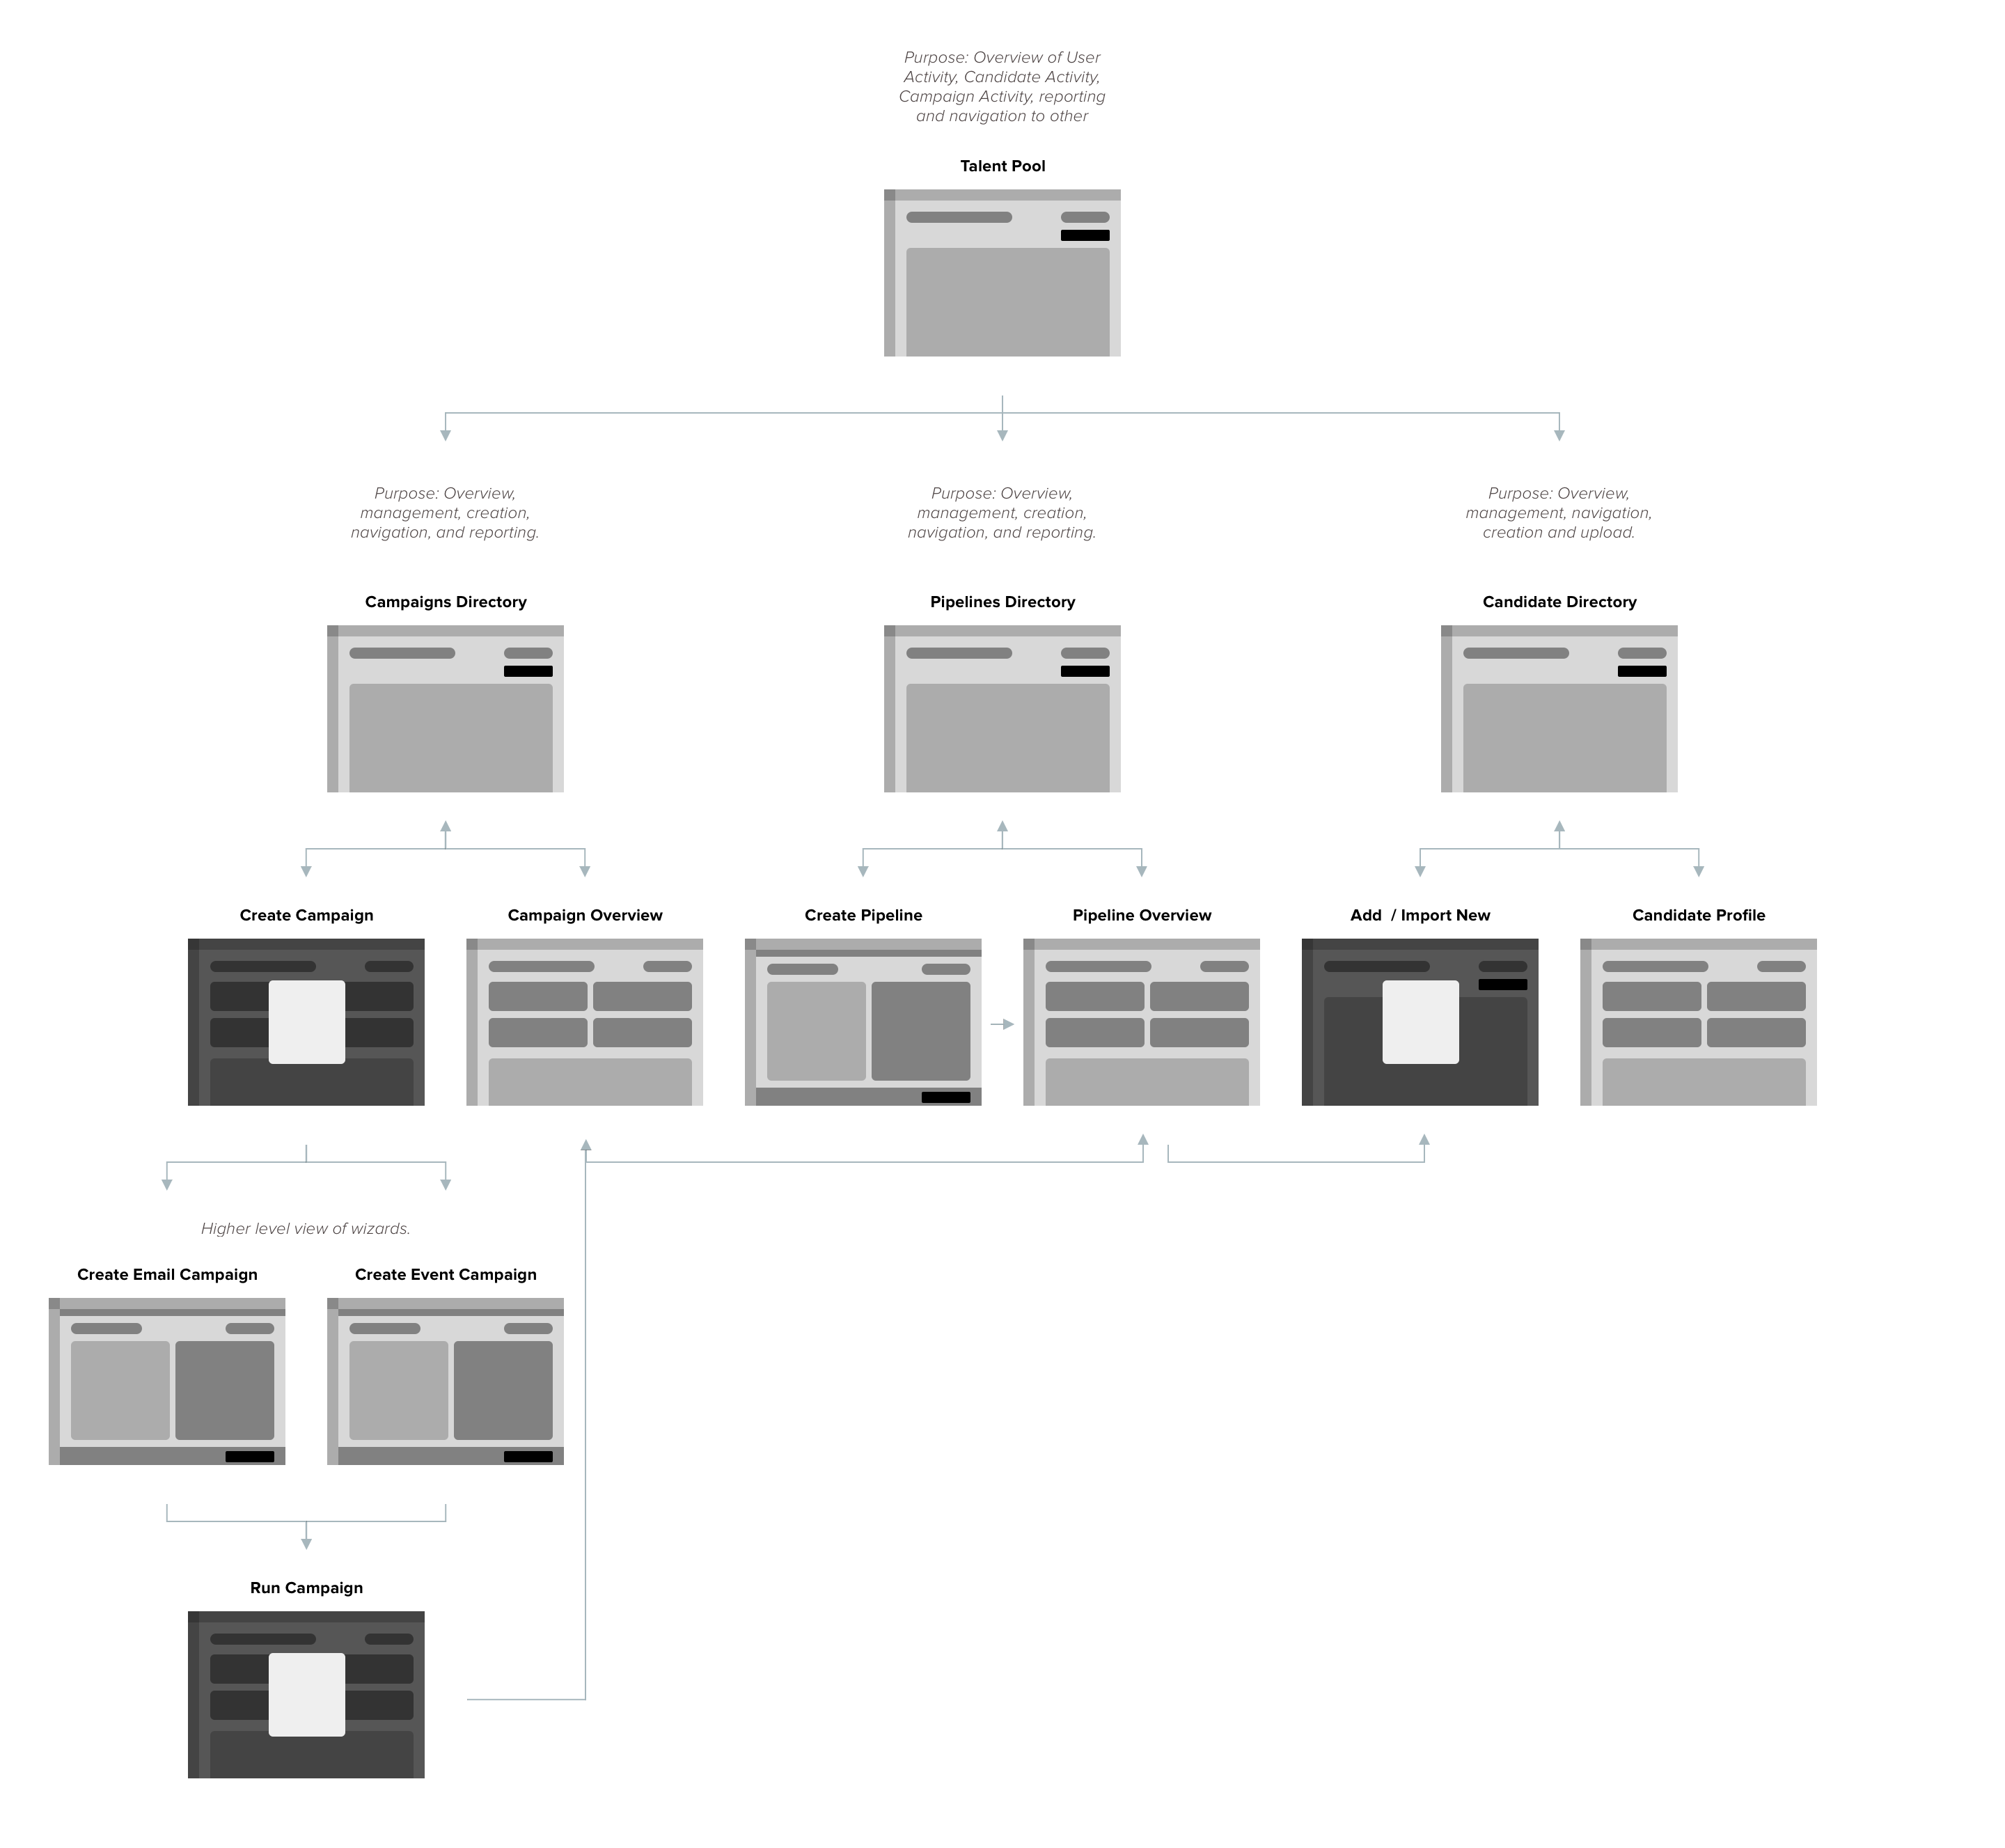 Purpose: Overview of User
Activity, Candidate Activity,
Campaign Activity, reporting
and navigation to other
Talent Pool
Purpose: Overview,
management, creation,
navigation, and reporting.
Purpose: Overview,
management, creation,
navigation, and reporting.
Purpose: Overview,
management, navigation,
creation and upload.
Campaigns Directory
Pipelines Directory
Candidate Directory
Create Campaign
Campaign Overview
Create Pipeline
Pipeline Overview
Add / Import New
Candidate Profile
Higher level view of wizards.
Create Email Campaign
Create Event Campaign
Run Campaign